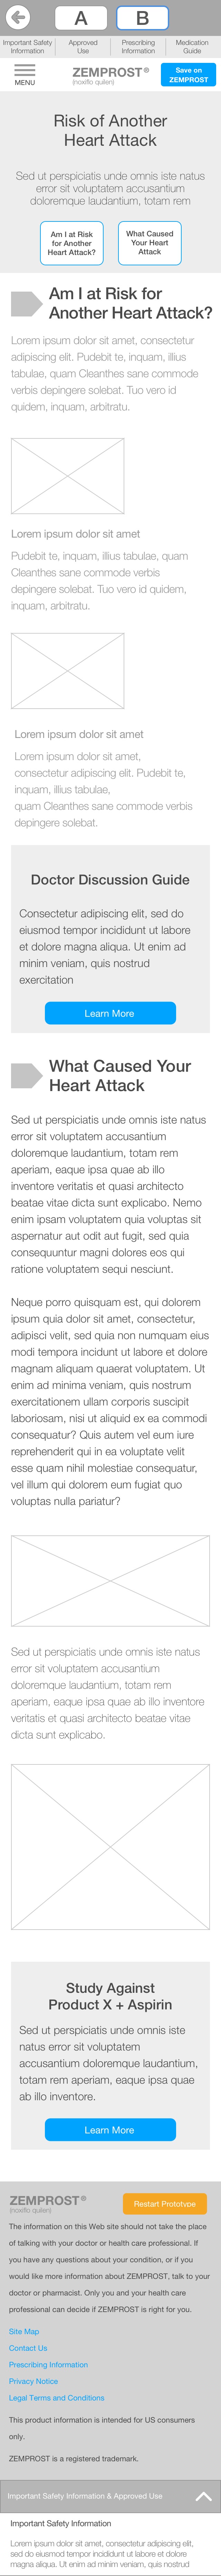 A
B
Important Safety Information
Approved Use
Prescribing Information
Medication Guide
MENU
ZEMPROST®
(noxiflo quilen)
Save on
ZEMPROST
Risk of Another
Heart Attack
Sed ut perspiciatis unde omnis iste natus
error sit voluptatem accusantium
doloremque laudantium, totam rem
Am I at Risk
for Another
Heart Attack?
What Caused
Your Heart
Attack
Am I at Risk for
Another Heart Attack?
Lorem ipsum dolor sit amet, consectetur
adipiscing elit. Pudebit te, inquam, illius
tabulae, quam Cleanthes sane commode
verbis depingere solebat. Tuo vero id
quidem, inquam, arbitratu.
Lorem ipsum dolor sit amet
Pudebit te, inquam, illius tabulae, quam
Cleanthes sane commode verbis
depingere solebat. Tuo vero id quidem,
inquam, arbitratu.
Lorem ipsum dolor sit amet
Lorem ipsum dolor sit amet,
consectetur adipiscing elit. Pudebit te,
inquam, illius tabulae,
quam Cleanthes sane commode verbis
depingere solebat.
Doctor Discussion Guide
Consectetur adipiscing elit, sed do
eiusmod tempor incididunt ut labore
et dolore magna aliqua. Ut enim ad
minim veniam, quis nostrud
exercitation
Learn More
What Caused Your
Heart Attack
Sed ut perspiciatis unde omnis iste natus
error sit voluptatem accusantium
doloremque laudantium, totam rem
aperiam, eaque ipsa quae ab illo
inventore veritatis et quasi architecto
beatae vitae dicta sunt explicabo. Nemo
enim ipsam voluptatem quia voluptas sit
aspernatur aut odit aut fugit, sed quia
consequuntur magni dolores eos qui
ratione voluptatem sequi nesciunt.
Neque porro quisquam est, qui dolorem
ipsum quia dolor sit amet, consectetur,
adipisci velit, sed quia non numquam eius
modi tempora incidunt ut labore et dolore
magnam aliquam quaerat voluptatem. Ut
enim ad minima veniam, quis nostrum
exercitationem ullam corporis suscipit
laboriosam, nisi ut aliquid ex ea commodi
consequatur? Quis autem vel eum iure
reprehenderit qui in ea voluptate velit
esse quam nihil molestiae consequatur,
vel illum qui dolorem eum fugiat quo
voluptas nulla pariatur?
Sed ut perspiciatis unde omnis iste natus
error sit voluptatem accusantium
doloremque laudantium, totam rem
aperiam, eaque ipsa quae ab illo inventore
veritatis et quasi architecto beatae vitae
dicta sunt explicabo.
Study Against
Product X + Aspirin
Sed ut perspiciatis unde omnis iste
natus error sit voluptatem
accusantium doloremque laudantium,
totam rem aperiam, eaque ipsa quae
ab illo inventore.
Learn More
ZEMPROST®
(noxiflo quilen)
Restart Prototype
The information on this Web site should not take the place
of talking with your doctor or health care professional. If
you have any questions about your condition, or if you
would like more information about ZEMPROST, talk to your
doctor or pharmacist. Only you and your health care
professional can decide if ZEMPROST is right for you.
Site Map
Contact Us
Prescribing Information
Privacy Notice
Legal Terms and Conditions
This product information is intended for US consumers
only.
ZEMPROST is a registered trademark.
Important Safety Information & Approved Use
Important Safety Information
Lorem ipsum dolor sit amet, consectetur adipiscing elit,
sed do eiusmod tempor incididunt ut labore et dolore
magna aliqua. Ut enim ad minim veniam, quis nostrud